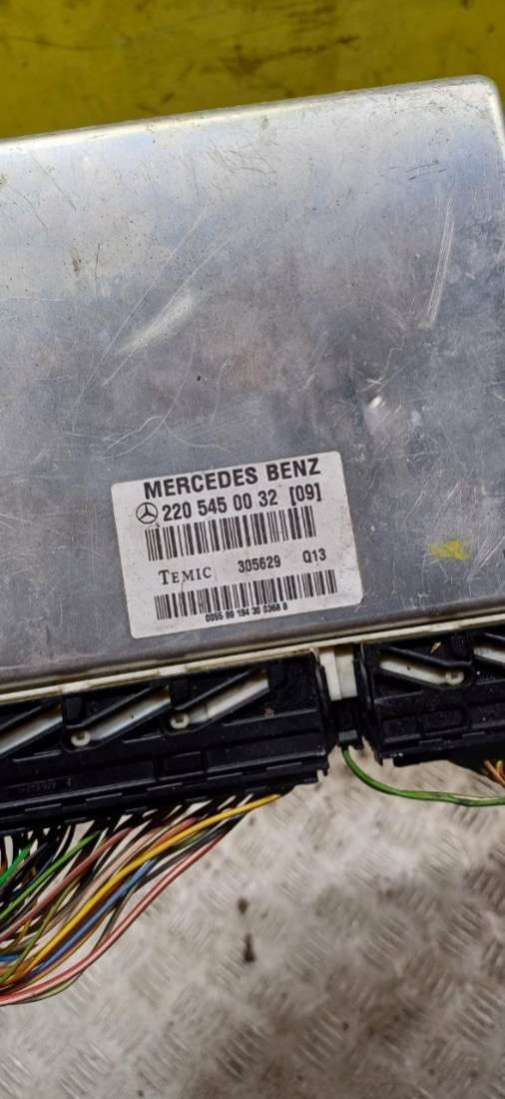 MERCEDES BENZ
220 545 00 32 [09]
TEMIC 305629 Q13